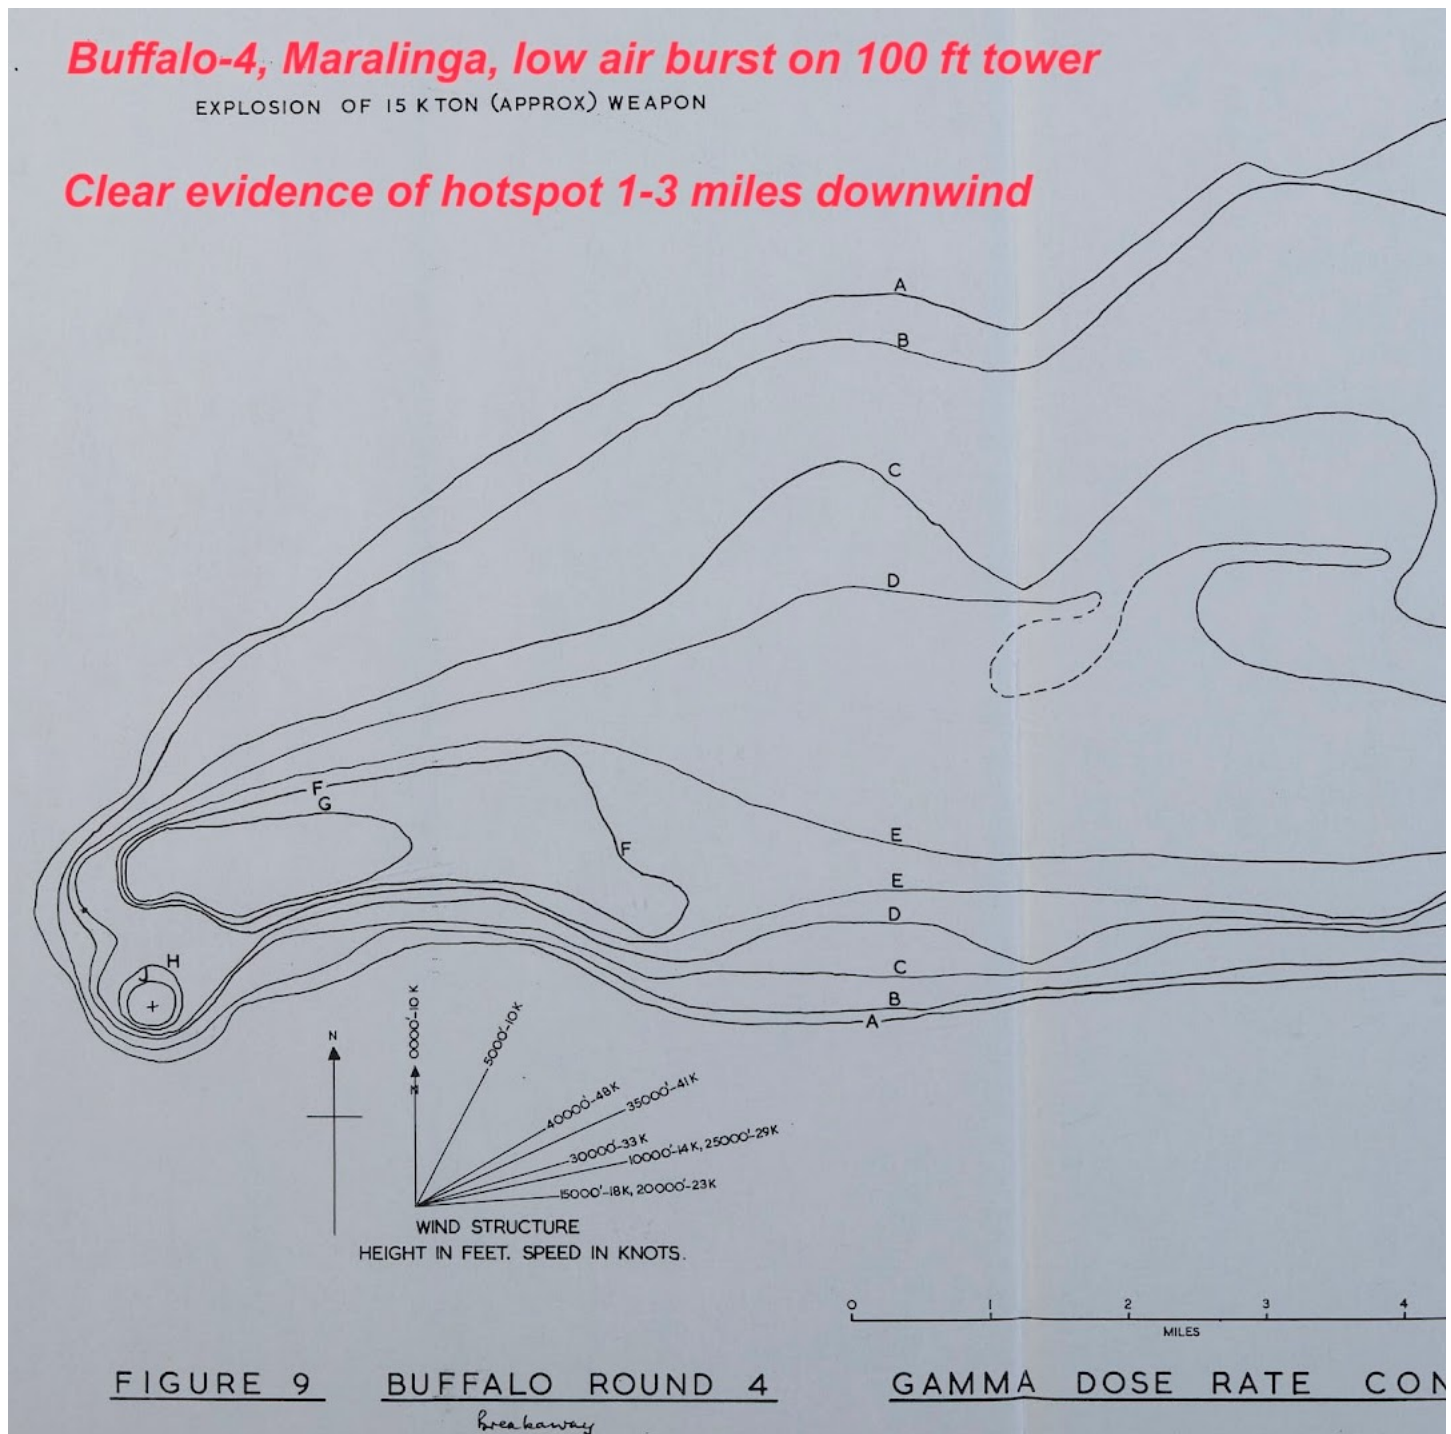 Buffalo-4, Maralinga, low air burst on 100 ft tower
EXPLOSION OF 15 KTON (APPROX) WEAPON
Clear evidence of hotspot 1-3 miles downwind
A
B
C
D
F
G
F
E
E
D
C
B
A
H
J
N
N
0000'-10 K
5000'-10K
40000'-48K
35000'-41K
30000'-33K
10000'-14K, 25000'-29K
15000'-18K, 20000'-23K
WIND STRUCTURE
HEIGHT IN FEET. SPEED IN KNOTS.
0 1 2 3 4
MILES
FIGURE 9 BUFFALO ROUND 4 GAMMA DOSE RATE CON
Breakaway